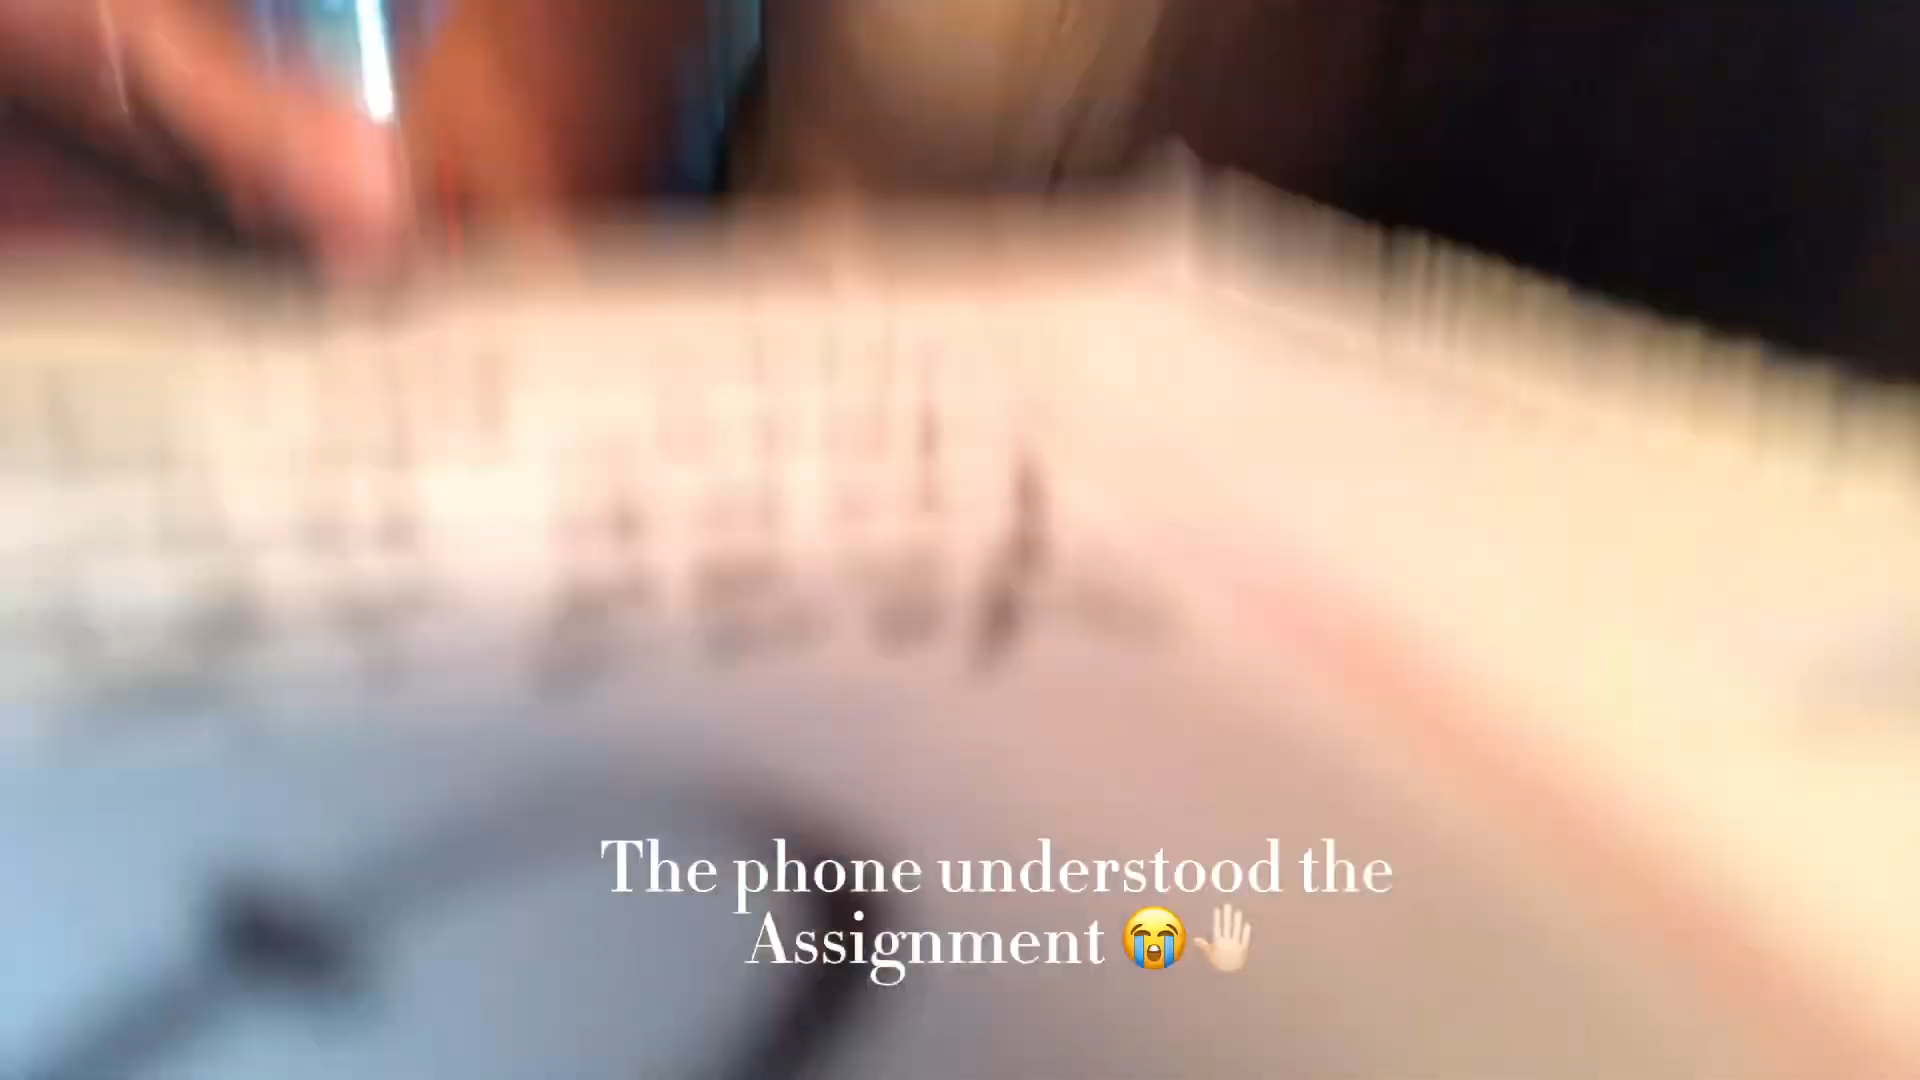 The phone understood the
Assignment 😭🤚🏻